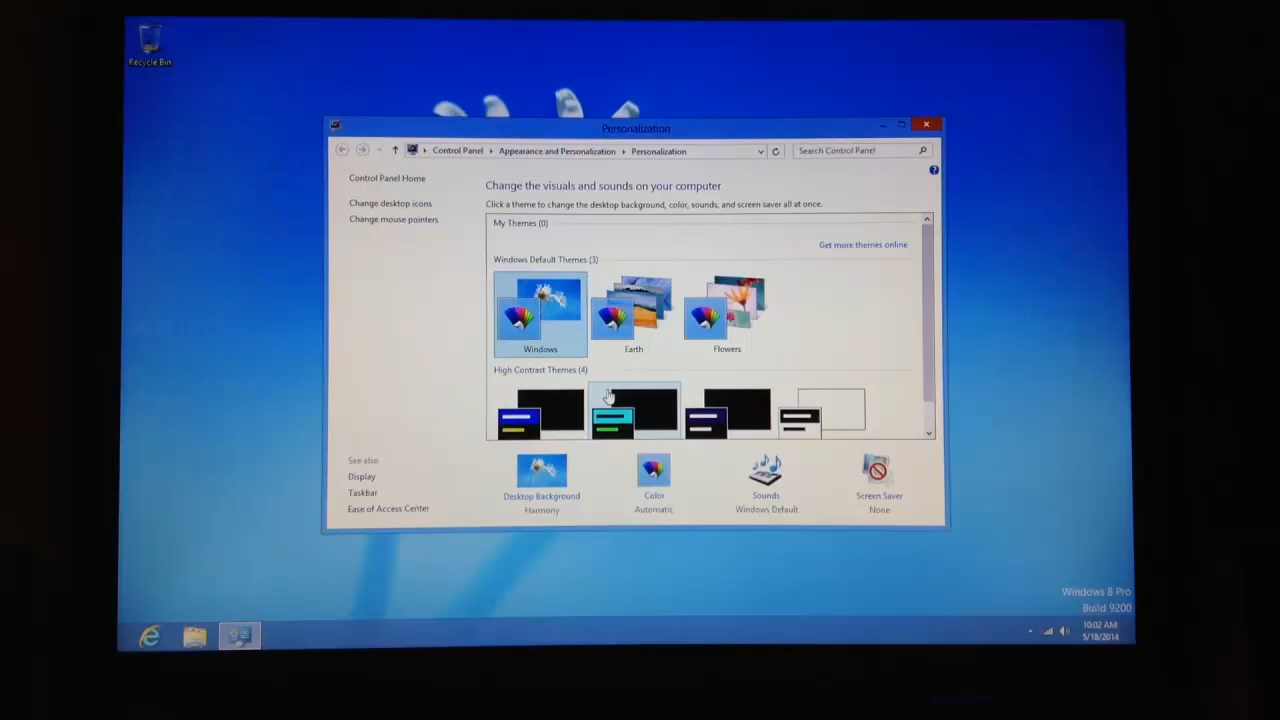 Recycle Bin
Personalization
Control Panel
Appearance and Personalization
Personalization
Search Control Panel
Control Panel Home
Change desktop icons
Change mouse pointers
Change the visuals and sounds on your computer
Click a theme to change the desktop background, color, sounds, and screen saver all at once.
My Themes (0)
Get more themes online
Windows Default Themes (3)
Windows
Earth
Flowers
High Contrast Themes (4)
See also
Display
Taskbar
Ease of Access Center
Desktop Background
Harmony
Color
Automatic
Sounds
Windows Default
Screen Saver
None
Windows 8 Pro
Build 9200
10:02 AM
5/18/2014